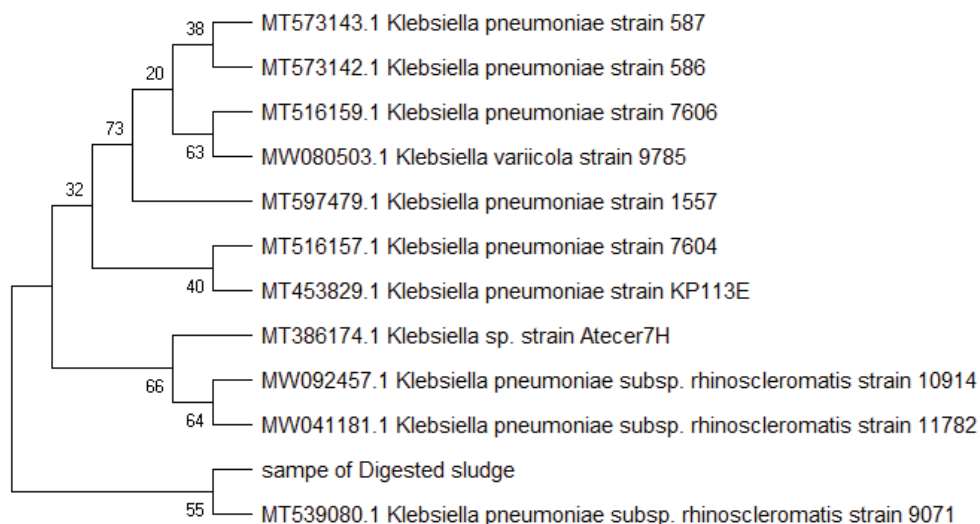 38
MT573143.1 Klebsiella pneumoniae strain 587
MT573142.1 Klebsiella pneumoniae strain 586
20
MT516159.1 Klebsiella pneumoniae strain 7606
73
63
MW080503.1 Klebsiella variicola strain 9785
32
MT597479.1 Klebsiella pneumoniae strain 1557
MT516157.1 Klebsiella pneumoniae strain 7604
40
MT453829.1 Klebsiella pneumoniae strain KP113E
MT386174.1 Klebsiella sp. strain Atecer7H
66
MW092457.1 Klebsiella pneumoniae subsp. rhinoscleromatis strain 10914
64
MW041181.1 Klebsiella pneumoniae subsp. rhinoscleromatis strain 11782
sampe of Digested sludge
55
MT539080.1 Klebsiella pneumoniae subsp. rhinoscleromatis strain 9071